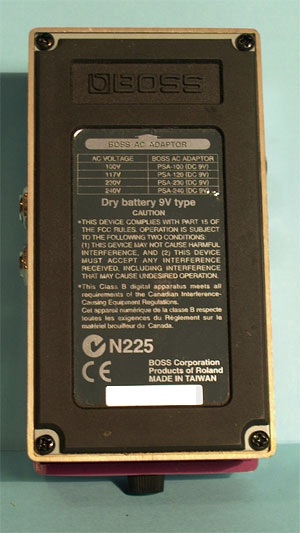 BOSS
BOSS AC ADAPTOR
AC VOLTAGE BOSS AC ADAPTOR
100V PSA-100 (DC 9V)
117V PSA-120 (DC 9V)
230V PSA-230 (DC 9V)
240V PSA-240 (DC 9V)
Dry battery 9V type
CAUTION
*THIS DEVICE COMPLIES WITH PART 15 OF
THE FCC RULES. OPERATION IS SUBJECT
TO THE FOLLOWING TWO CONDITIONS:
(1) THIS DEVICE MAY NOT CAUSE HARMFUL
INTERFERENCE, AND (2) THIS DEVICE
MUST ACCEPT ANY INTERFERENCE
RECEIVED, INCLUDING INTERFERENCE
THAT MAY CAUSE UNDESIRED OPERATION.
*This Class B digital apparatus meets all
requirements of the Canadian Interference-
Causing Equipment Regulations.
Cet appareil numérique de la classe B respecte
toutes les exigences du Règlement sur le
matériel brouilleur du Canada.
N225
CE
BOSS Corporation
Products of Roland
MADE IN TAIWAN